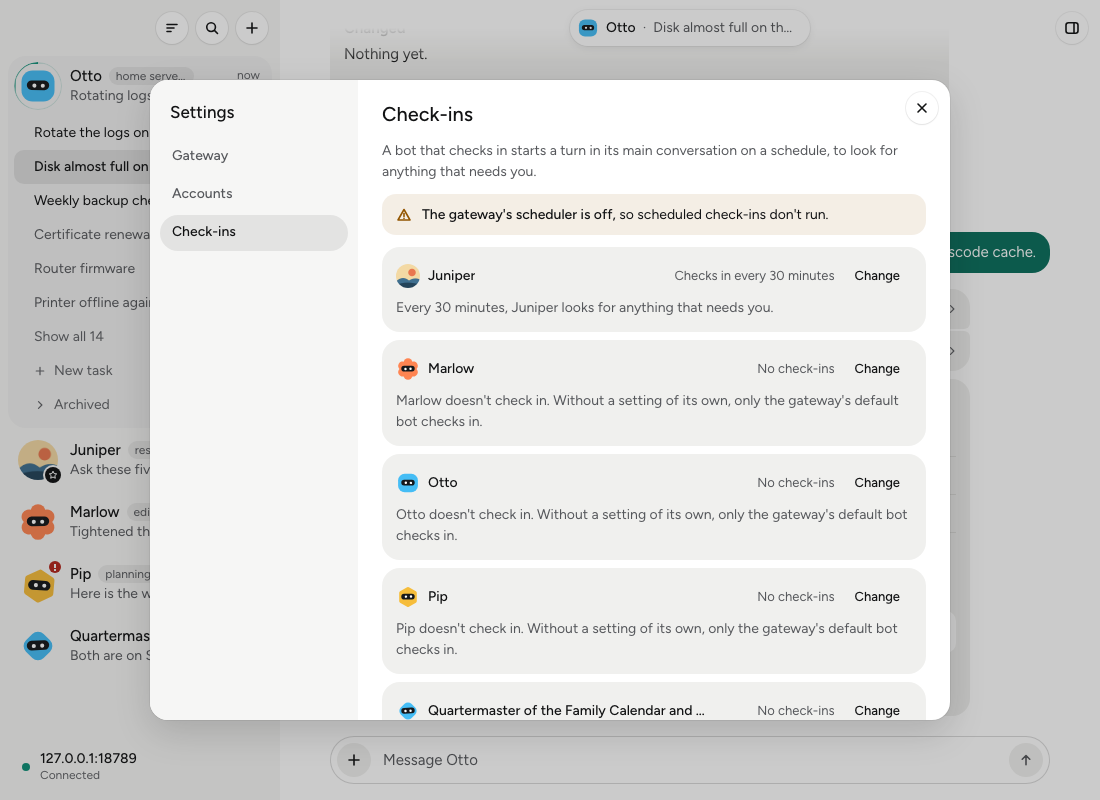 Changed
Otto · Disk almost full on th...
Nothing yet.
Otto home serve... now
Rotating logs
Rotate the logs on
Disk almost full on
Weekly backup che
Certificate renewa
Router firmware
Printer offline again
Show all 14
New task
Archived
Juniper res
Ask these fiv
Marlow edi
Tightened th
Pip planning
Here is the w
Quartermas
Both are on S
127.0.0.1:18789
Connected
Settings
Gateway
Accounts
Check-ins
Check-ins
A bot that checks in starts a turn in its main conversation on a schedule, to look for
anything that needs you.
The gateway's scheduler is off, so scheduled check-ins don't run.
Juniper Checks in every 30 minutes Change
Every 30 minutes, Juniper looks for anything that needs you.
Marlow No check-ins Change
Marlow doesn't check in. Without a setting of its own, only the gateway's default
bot checks in.
Otto No check-ins Change
Otto doesn't check in. Without a setting of its own, only the gateway's default bot
checks in.
Pip No check-ins Change
Pip doesn't check in. Without a setting of its own, only the gateway's default bot
checks in.
Quartermaster of the Family Calendar and ... No check-ins Change
scode cache.
Message Otto